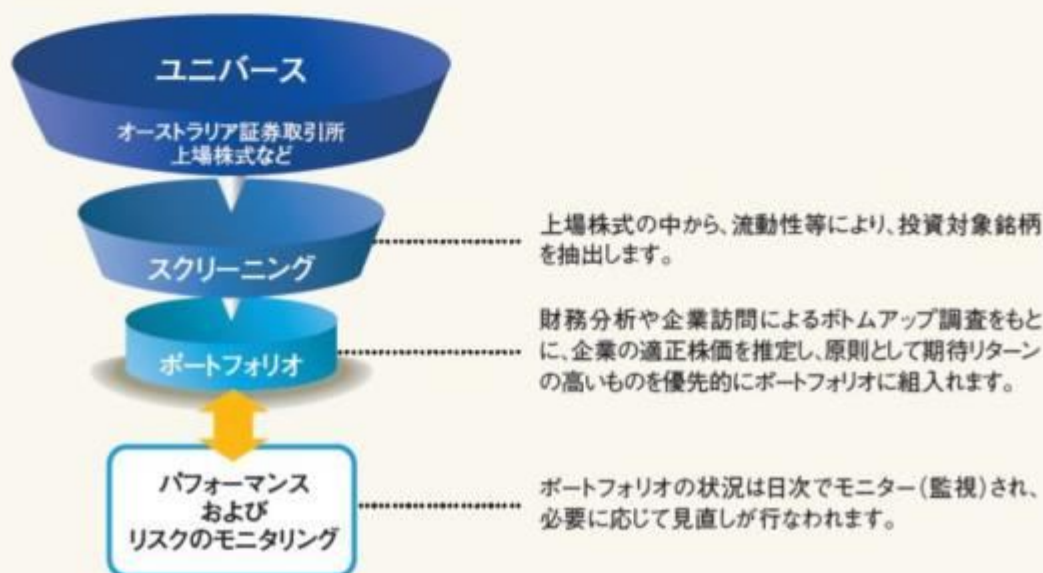 ユニバース
オーストラリア証券取引所
上場株式など
スクリーニング
上場株式の中から、流動性等により、投資対象銘柄
を抽出します。
ポートフォリオ
財務分析や企業訪問によるボトムアップ調査をもと
に、企業の適正株価を推定し、原則として期待リターン
の高いものを優先的にポートフォリオに組入れます。
パフォーマンス
および
リスクのモニタリング
ポートフォリオの状況は日次でモニター(監視)され、
必要に応じて見直しが行なわれます。